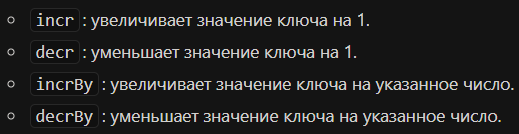 incr : увеличивает значение ключа на 1.
decr : уменьшает значение ключа на 1.
incrBy : увеличивает значение ключа на указанное число.
decrBy : уменьшает значение ключа на указанное число.